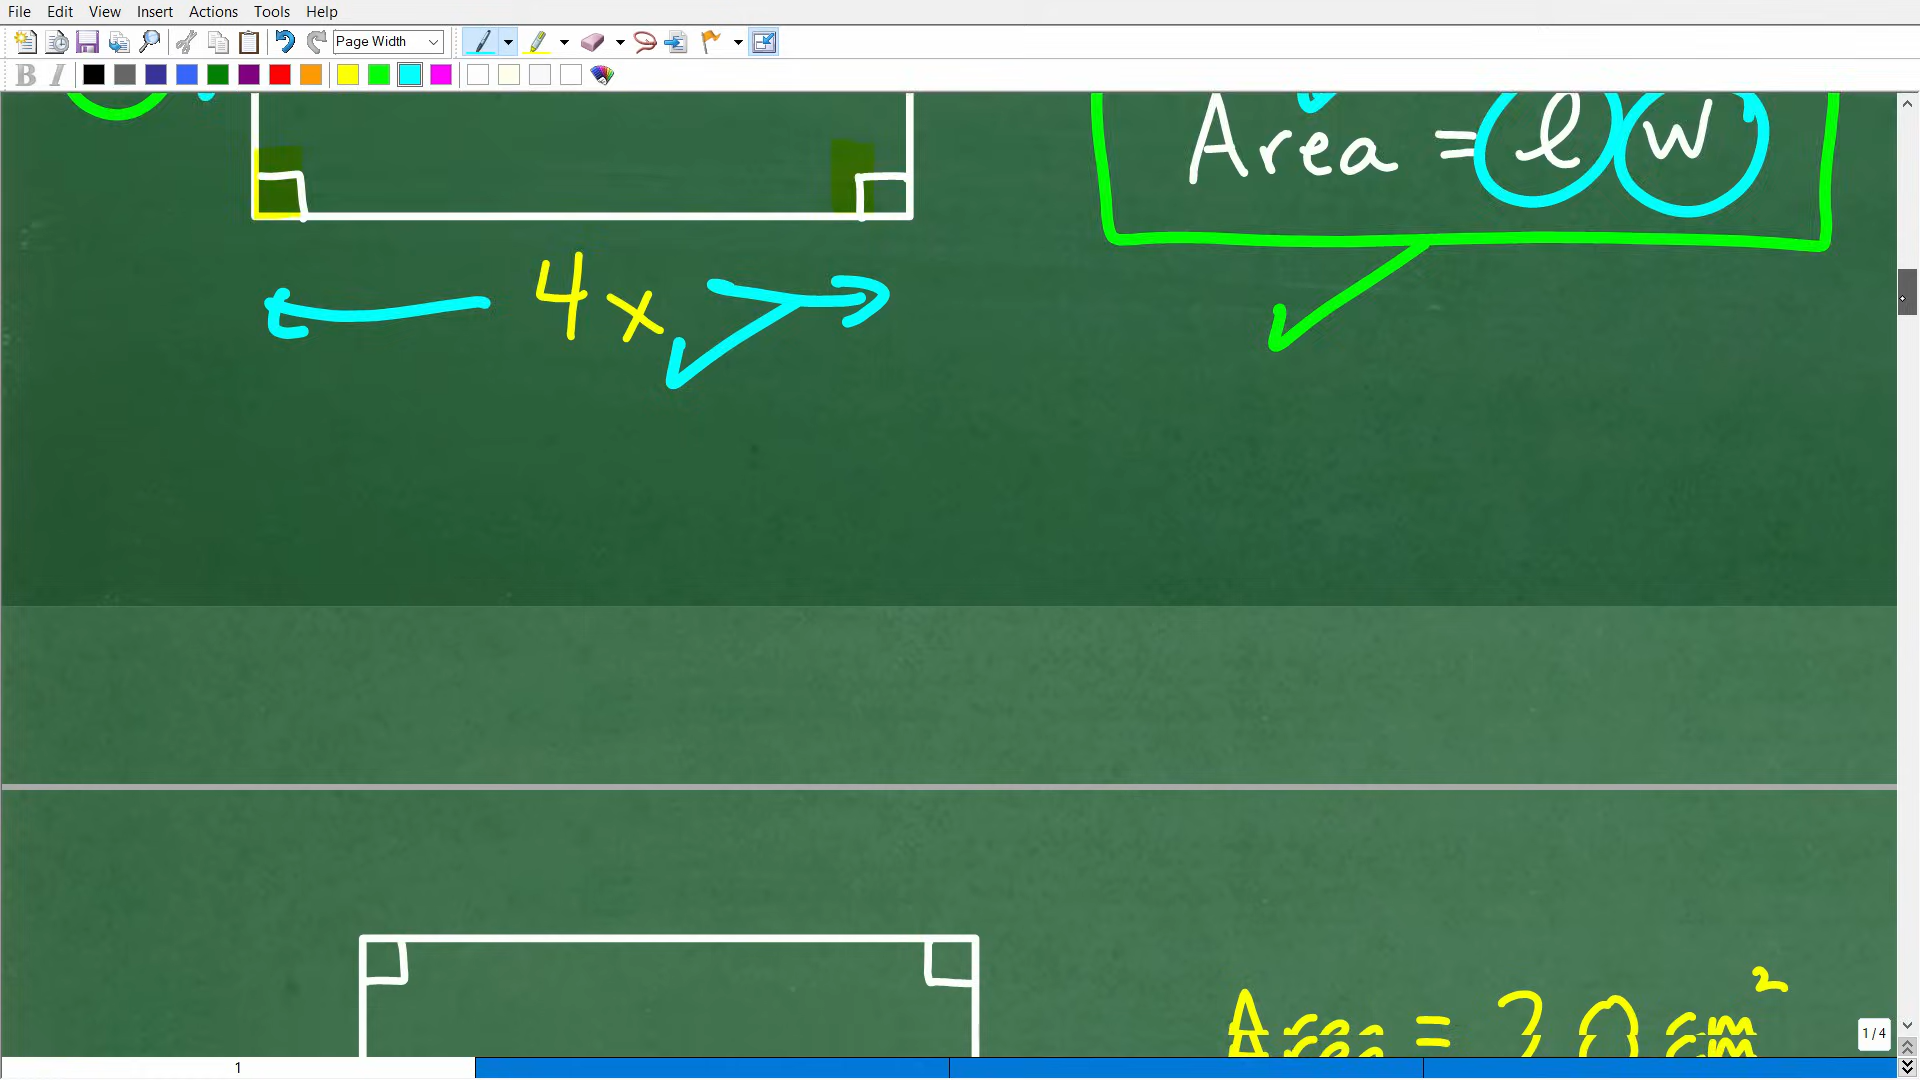 File Edit View Insert Actions Tools Help
Page Width
B I
Area = l w
4x
Area = 20 cm²
1 / 4
1